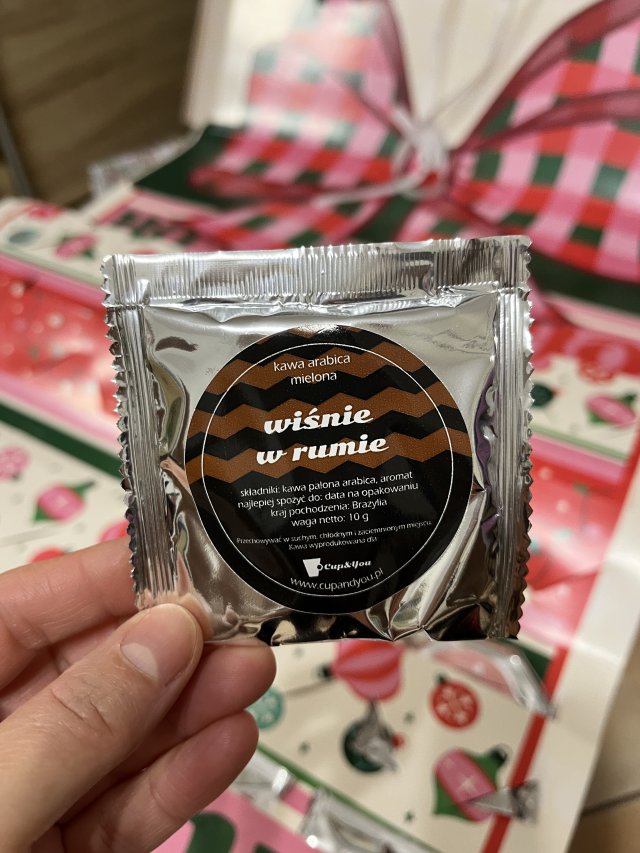 kawa arabica
mielona
wiśnie
w rumie
składniki: kawa palona arabica, aromat
najlepiej spożyć do: data na opakowaniu
kraj pochodzenia: Brazylia
waga netto: 10 g
Przechowywać w suchym, chłodnym i zaciemnionym miejscu.
Kawa wyprodukowana dla
Cup&You
www.cupandyou.pl